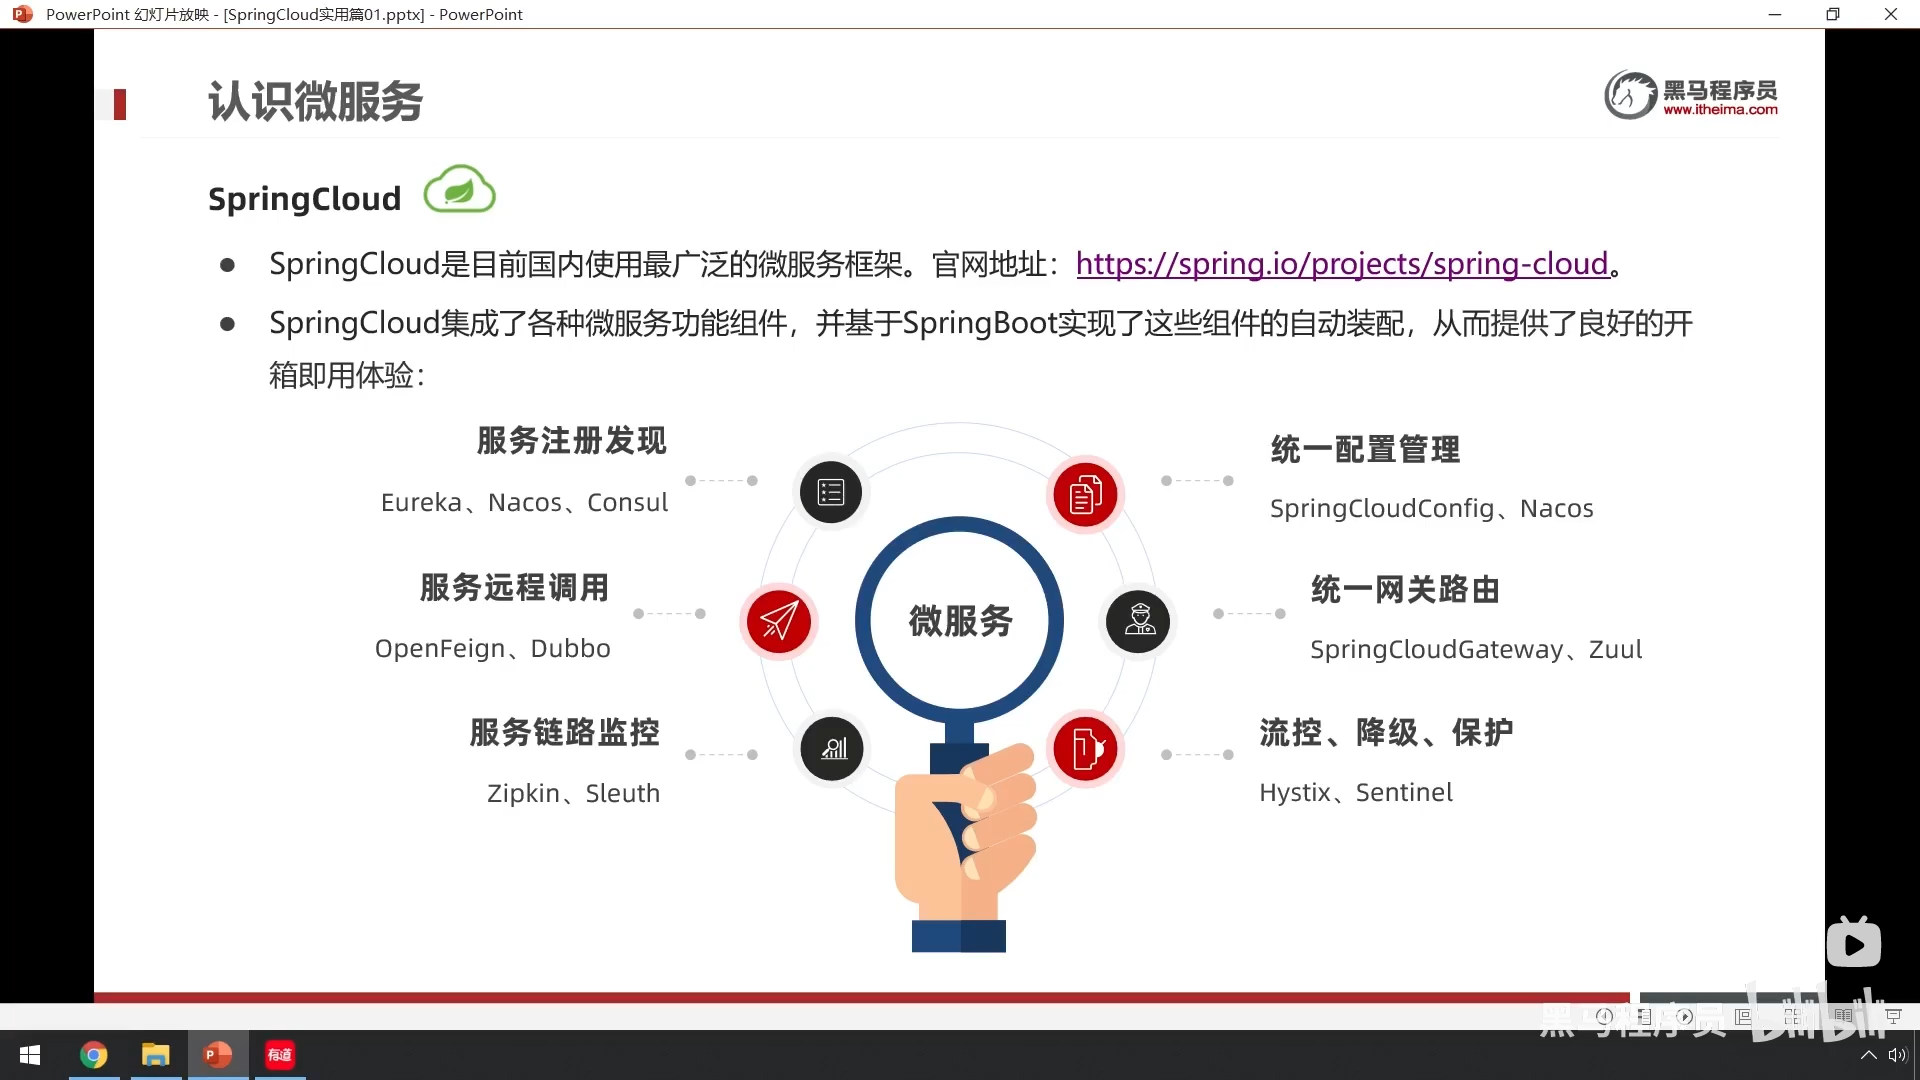 PowerPoint 幻灯片放映 - [SpringCloud实用篇01.pptx] - PowerPoint
认识微服务
黑马程序员
www.itheima.com
SpringCloud
SpringCloud是目前国内使用最广泛的微服务框架。官网地址：https://spring.io/projects/spring-cloud。
SpringCloud集成了各种微服务功能组件，并基于SpringBoot实现了这些组件的自动装配，从而提供了良好的开
箱即用体验：
服务注册发现
Eureka、Nacos、Consul
统一配置管理
SpringCloudConfig、Nacos
服务远程调用
OpenFeign、Dubbo
微服务
统一网关路由
SpringCloudGateway、Zuul
服务链路监控
Zipkin、Sleuth
流控、降级、保护
Hystix、Sentinel
黑马程序员 bilibili
有道